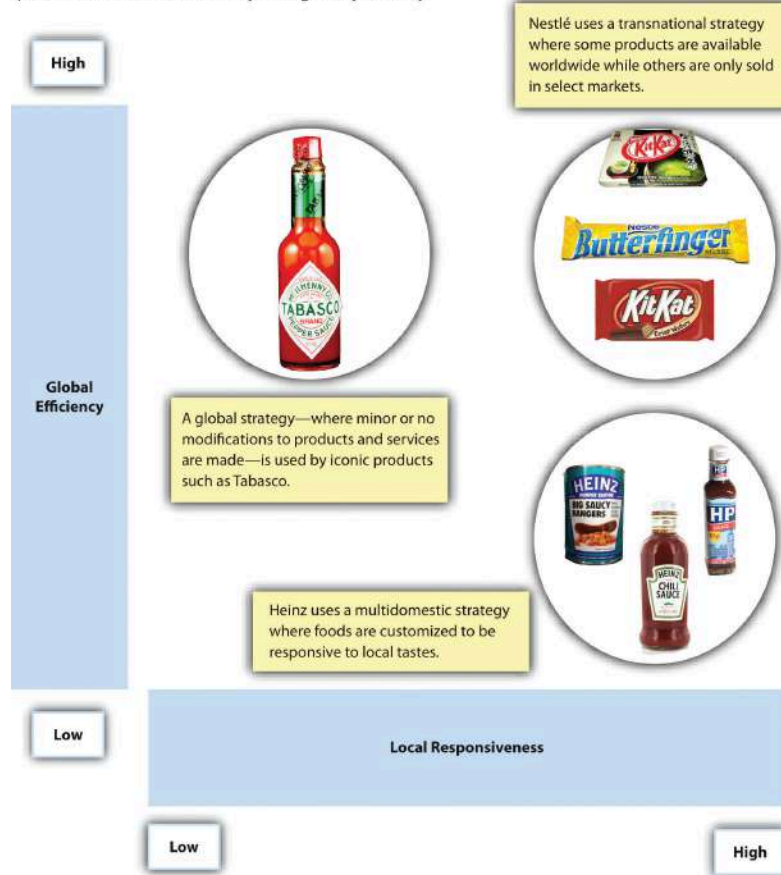 High
Nestlé uses a transnational strategy
where some products are available
worldwide while others are only sold
in select markets.
KitKat
Nestlé
Butterfinger
KitKat
Crisp Wafers
McILHENNY CO.
TABASCO
BRAND
PEPPER SAUCE
Global
Efficiency
A global strategy—where minor or no
modifications to products and services
are made—is used by iconic products
such as Tabasco.
HEINZ
BIG SAUCY
BANGERS
HP
SAUCE
HEINZ
CHILI
SAUCE
Heinz uses a multidomestic strategy
where foods are customized to be
responsive to local tastes.
Low
Local Responsiveness
Low
High